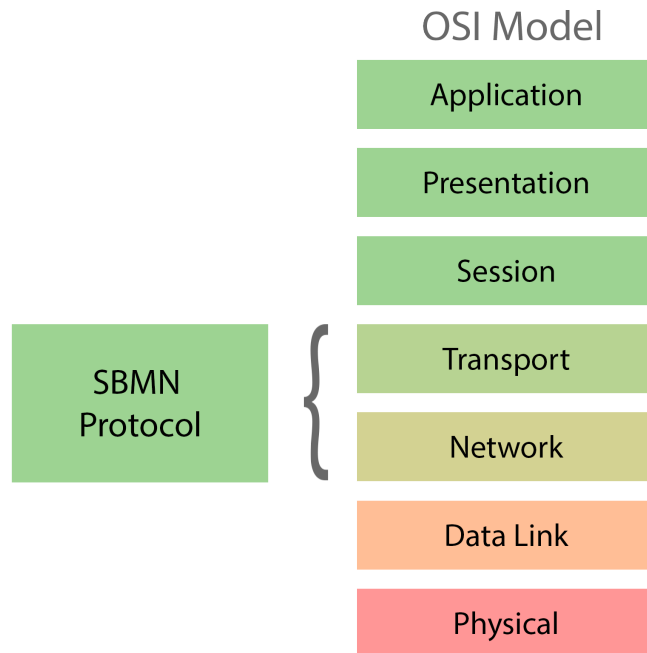 OSI Model
Application
Presentation
Session
SBMN
Protocol
Transport
Network
Data Link
Physical